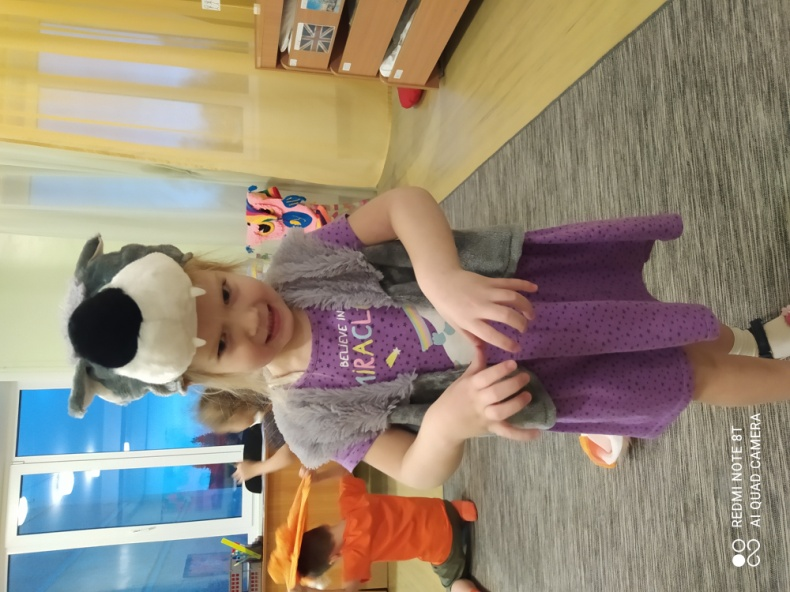 BELIEVE IN
MIRACL
REDMI NOTE 8T
AI QUAD CAMERA